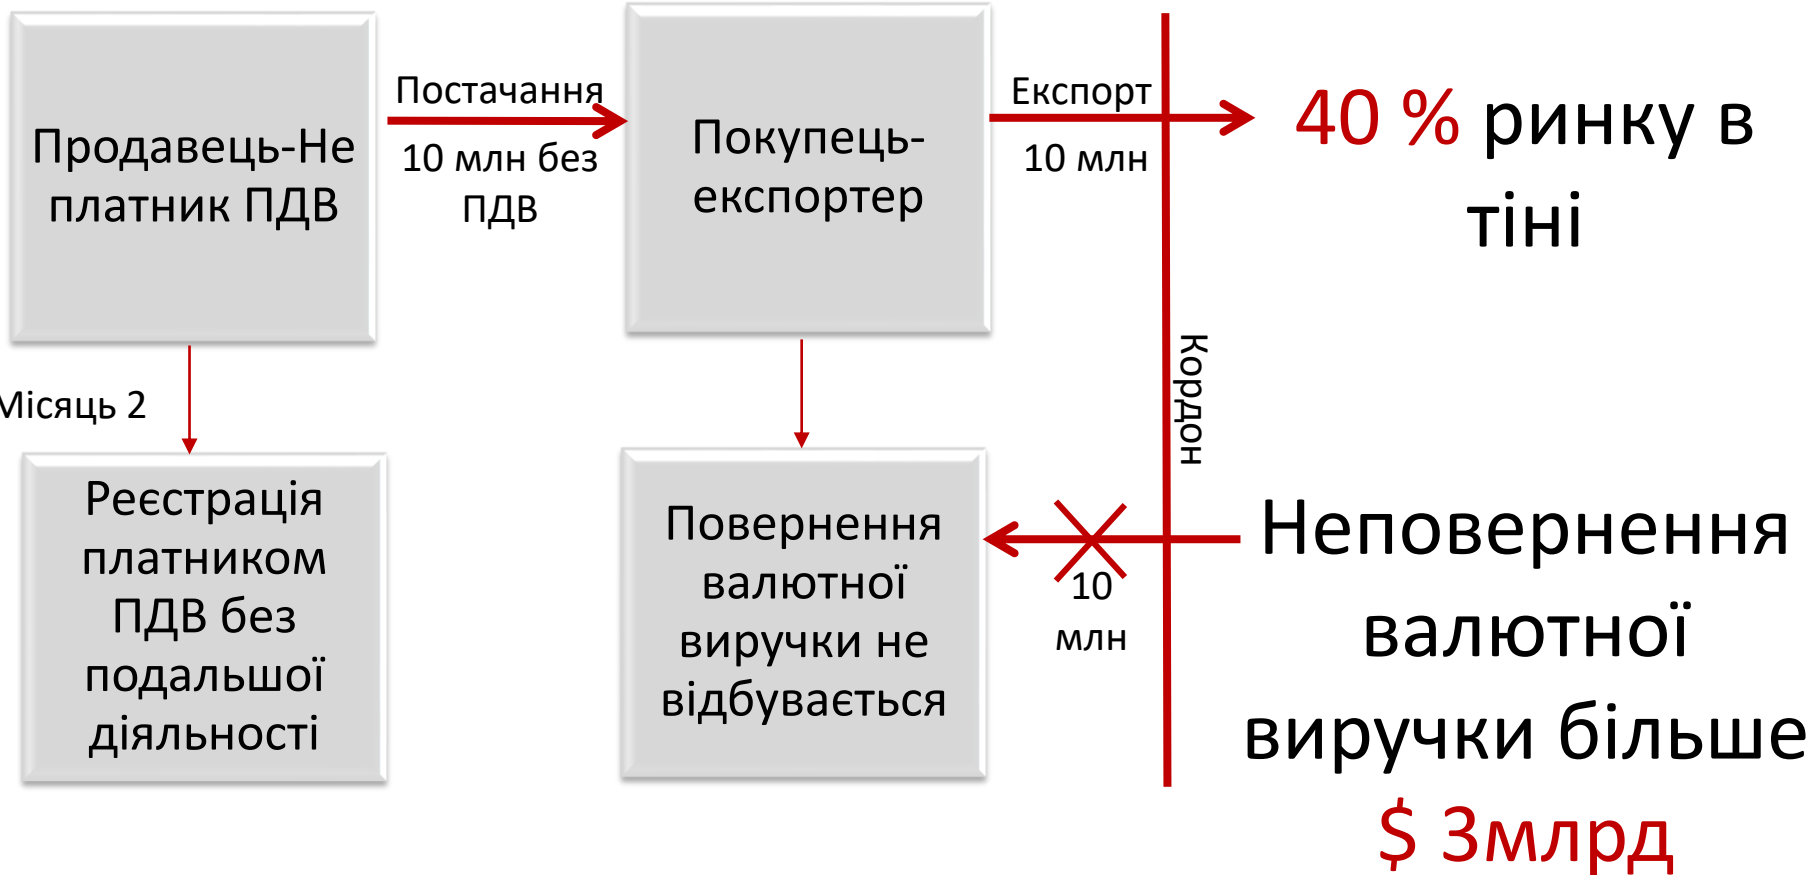 Продавець-Не
платник ПДВ
Постачання
10 млн без
ПДВ
Покупець-
експортер
Експорт
10 млн
40 % ринку в
тіні
Кордон
Місяць 2
Реєстрація
платником
ПДВ без
подальшої
діяльності
Повернення
валютної
виручки не
відбувається
10
млн
Неповернення
валютної
виручки більше
$ 3млрд